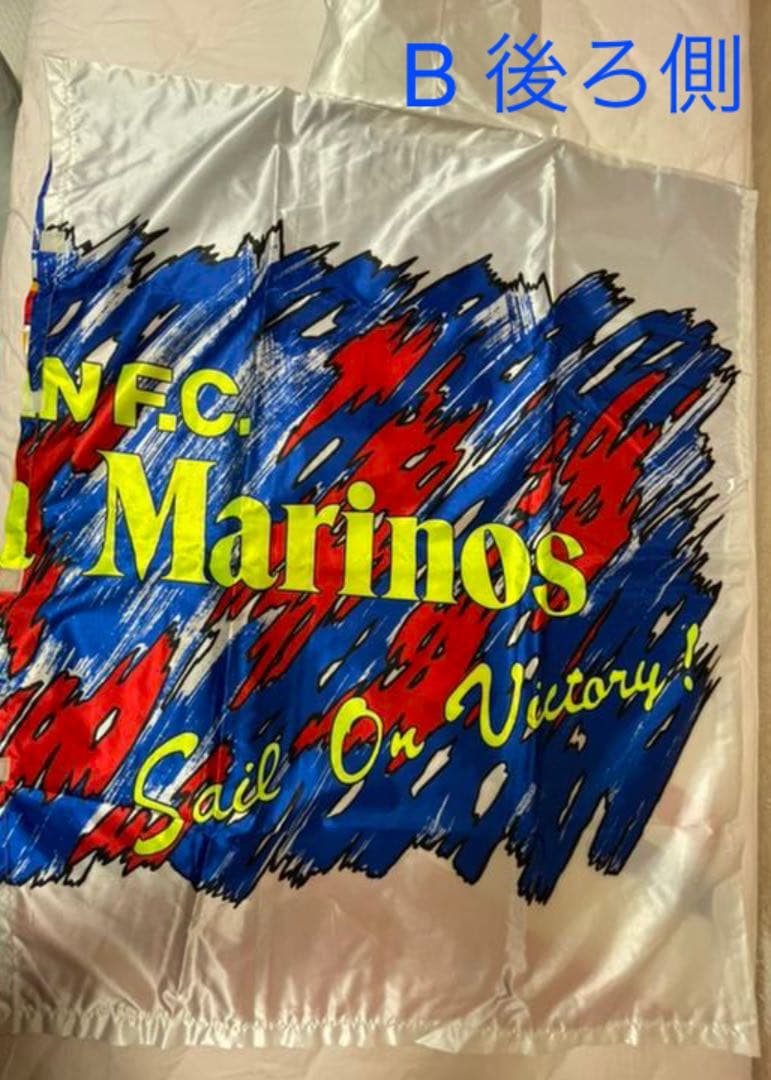 B 後ろ側
N F.C.
Marinos
Sail On Victory!